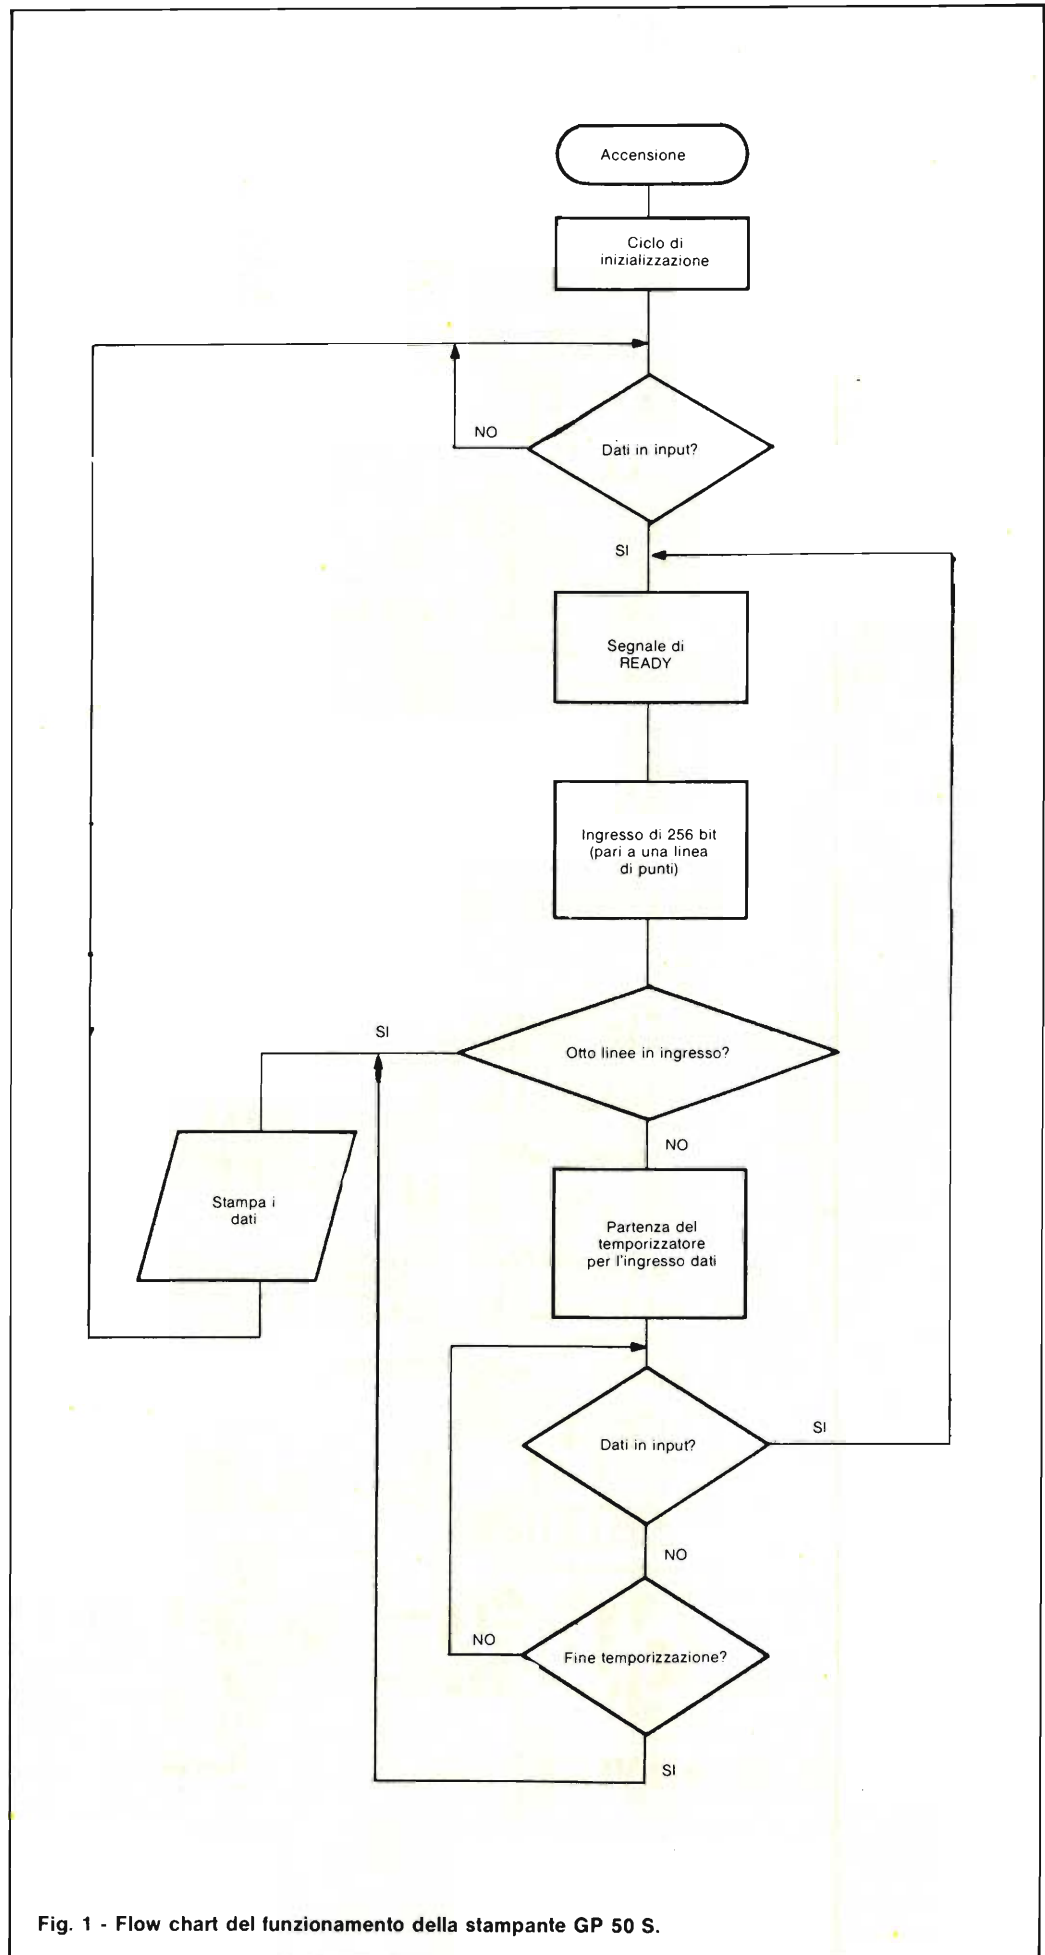 Accensione
Ciclo di
inizializzazione
NO
Dati in input?
SI
Segnale di
READY
Ingresso di 256 bit
(pari a una linea
di punti)
SI
Otto linee in ingresso?
NO
Stampa i
dati
Partenza del
temporizzatore
per l'ingresso dati
SI
Dati in input?
NO
NO
Fine temporizzazione?
SI
Fig. 1 - Flow chart del funzionamento della stampante GP 50 S.